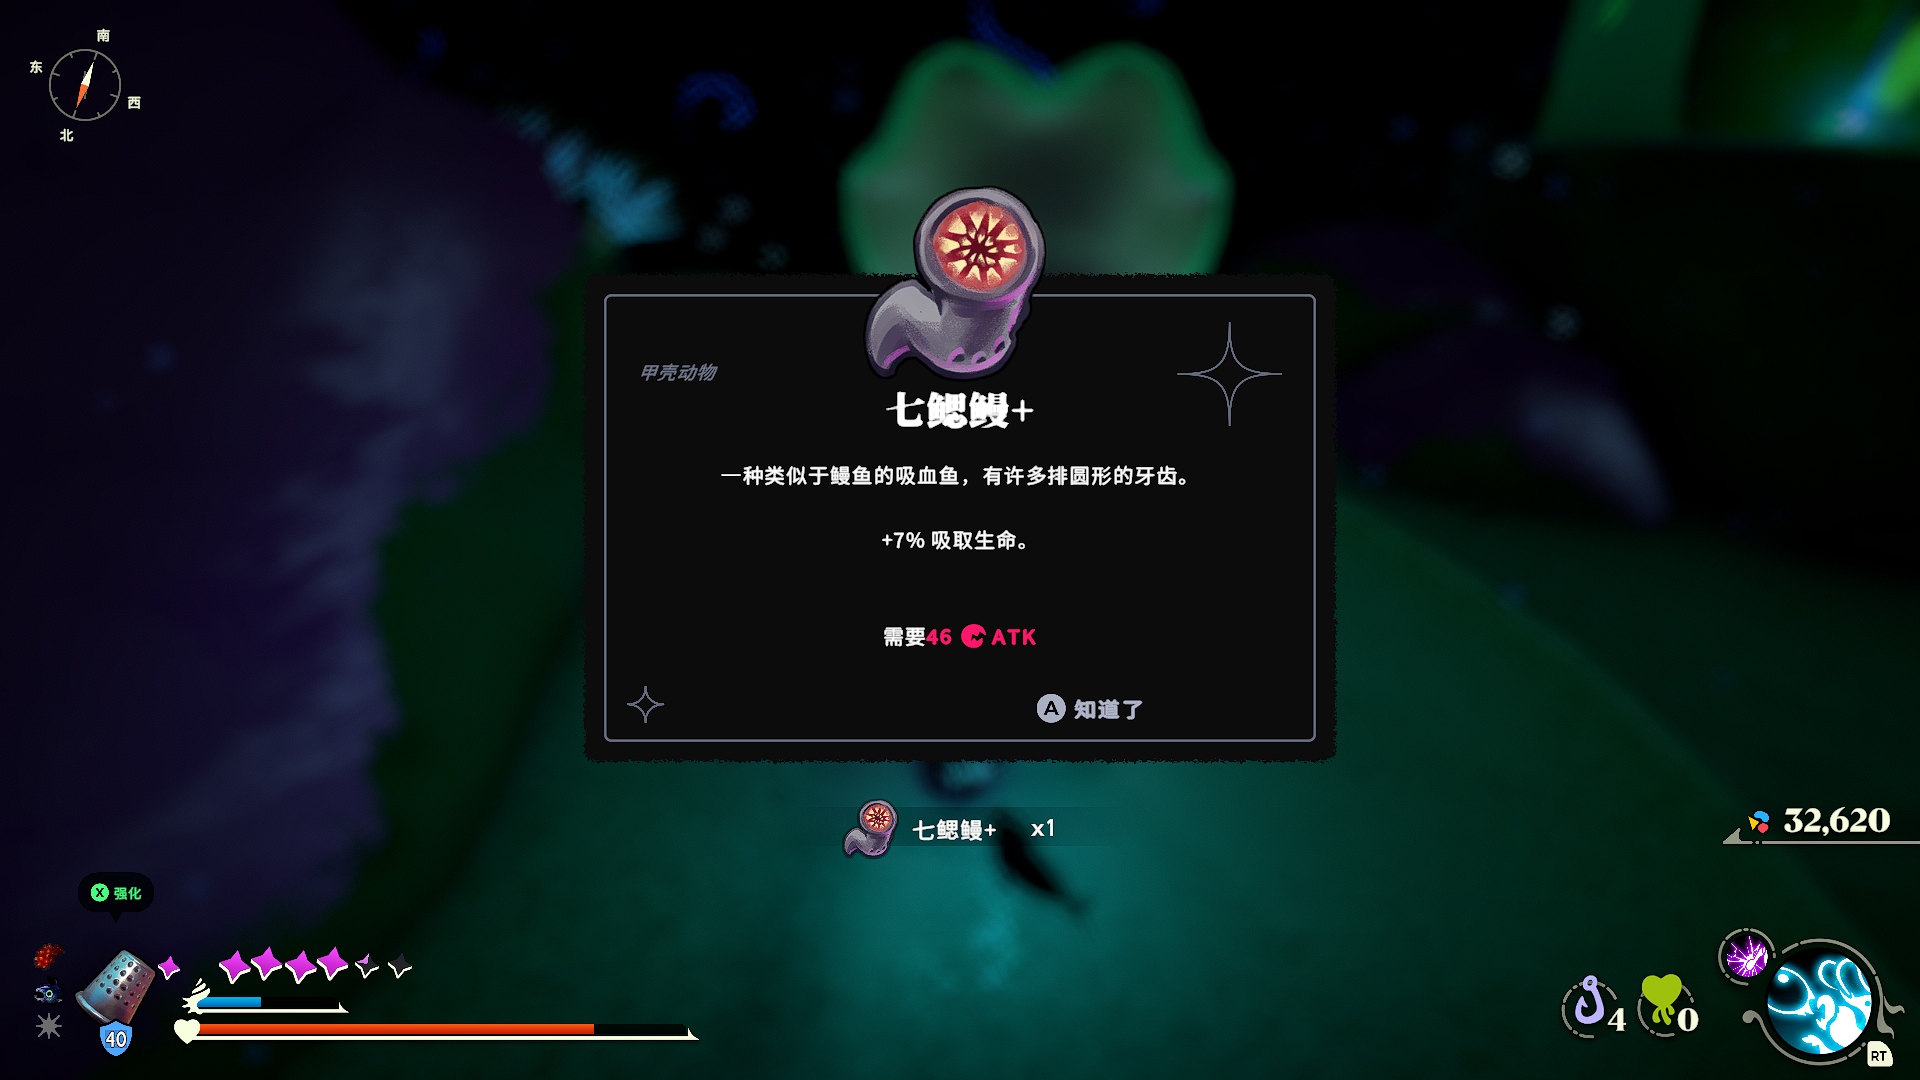 南
东
西
北
甲壳动物
七鳃鳗+
一种类似于鳗鱼的吸血鱼，有许多排圆形的牙齿。
+7% 吸取生命。
需要46 ATK
A 知道了
七鳃鳗+ x1
32,620
X 强化
40
4
0
RT